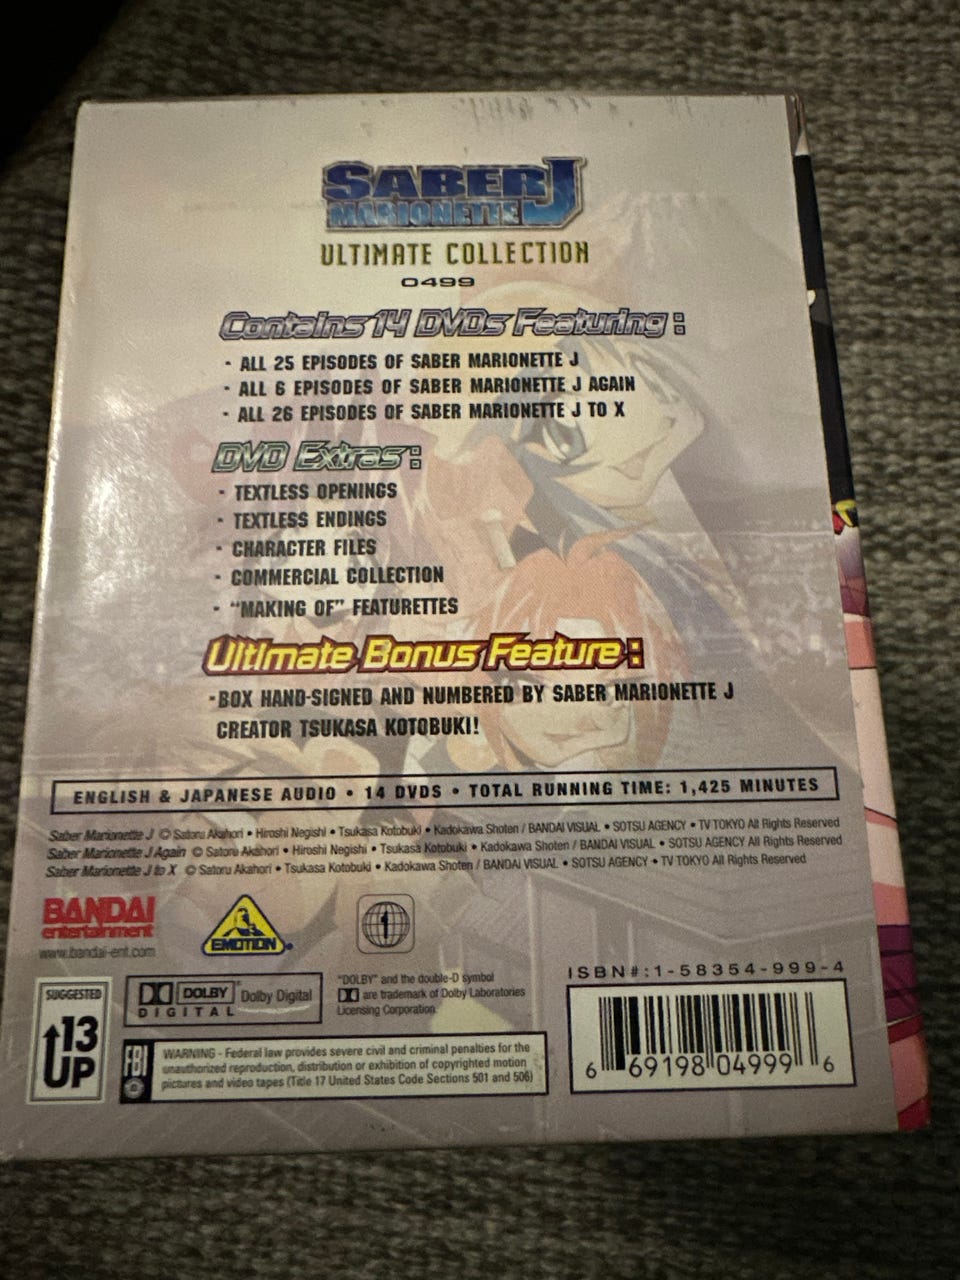 SABER J
MARIONETTE
ULTIMATE COLLECTION
0499
Contains 14 DVDs Featuring:
· ALL 25 EPISODES OF SABER MARIONETTE J
· ALL 6 EPISODES OF SABER MARIONETTE J AGAIN
· ALL 26 EPISODES OF SABER MARIONETTE J TO X
DVD Extras:
· TEXTLESS OPENINGS
· TEXTLESS ENDINGS
· CHARACTER FILES
· COMMERCIAL COLLECTION
· "MAKING OF" FEATURETTES
Ultimate Bonus Feature:
·BOX HAND-SIGNED AND NUMBERED BY SABER MARIONETTE J
CREATOR TSUKASA KOTOBUKI!
ENGLISH & JAPANESE AUDIO • 14 DVDS • TOTAL RUNNING TIME: 1,425 MINUTES
Saber Marionette J © Satoru Akahori • Hiroshi Negishi • Tsukasa Kotobuki • Kadokawa Shoten / BANDAI VISUAL • SOTSU AGENCY • TV TOKYO All Rights Reserved
Saber Marionette J Again © Satoru Akahori • Hiroshi Negishi • Tsukasa Kotobuki • Kadokawa Shoten / BANDAI VISUAL • SOTSU AGENCY All Rights Reserved
Saber Marionette J to X © Satoru Akahori • Tsukasa Kotobuki • Kadokawa Shoten / BANDAI VISUAL • SOTSU AGENCY • TV TOKYO All Rights Reserved
BANDAI
entertainment
www.bandai-ent.com
EMOTION
1
SUGGESTED
13
UP
DOLBY
DIGITAL
Dolby Digital
"DOLBY" and the double-D symbol
are trademark of Dolby Laboratories
Licensing Corporation.
FBI
WARNING - Federal law provides severe civil and criminal penalties for the
unauthorized reproduction, distribution or exhibition of copyrighted motion
pictures and video tapes (Title 17 United States Code Sections 501 and 506)
ISBN#:1-58354-999-4
6 69198 04999 6